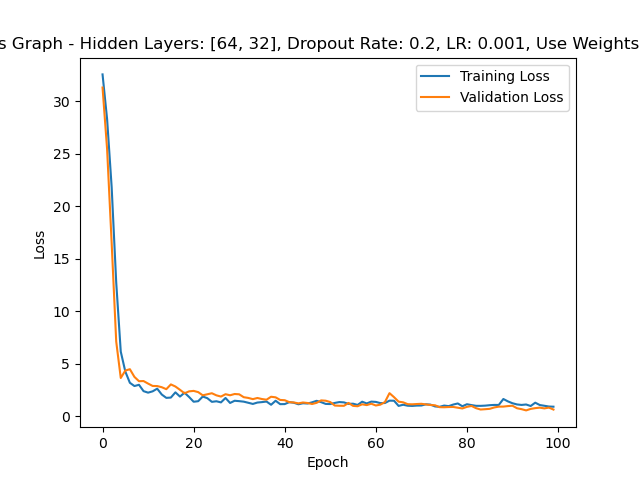 s Graph - Hidden Layers: [64, 32], Dropout Rate: 0.2, LR: 0.001, Use Weights
Training Loss
Validation Loss
30
25
20
15
10
5
0
Loss
0 20 40 60 80 100
Epoch